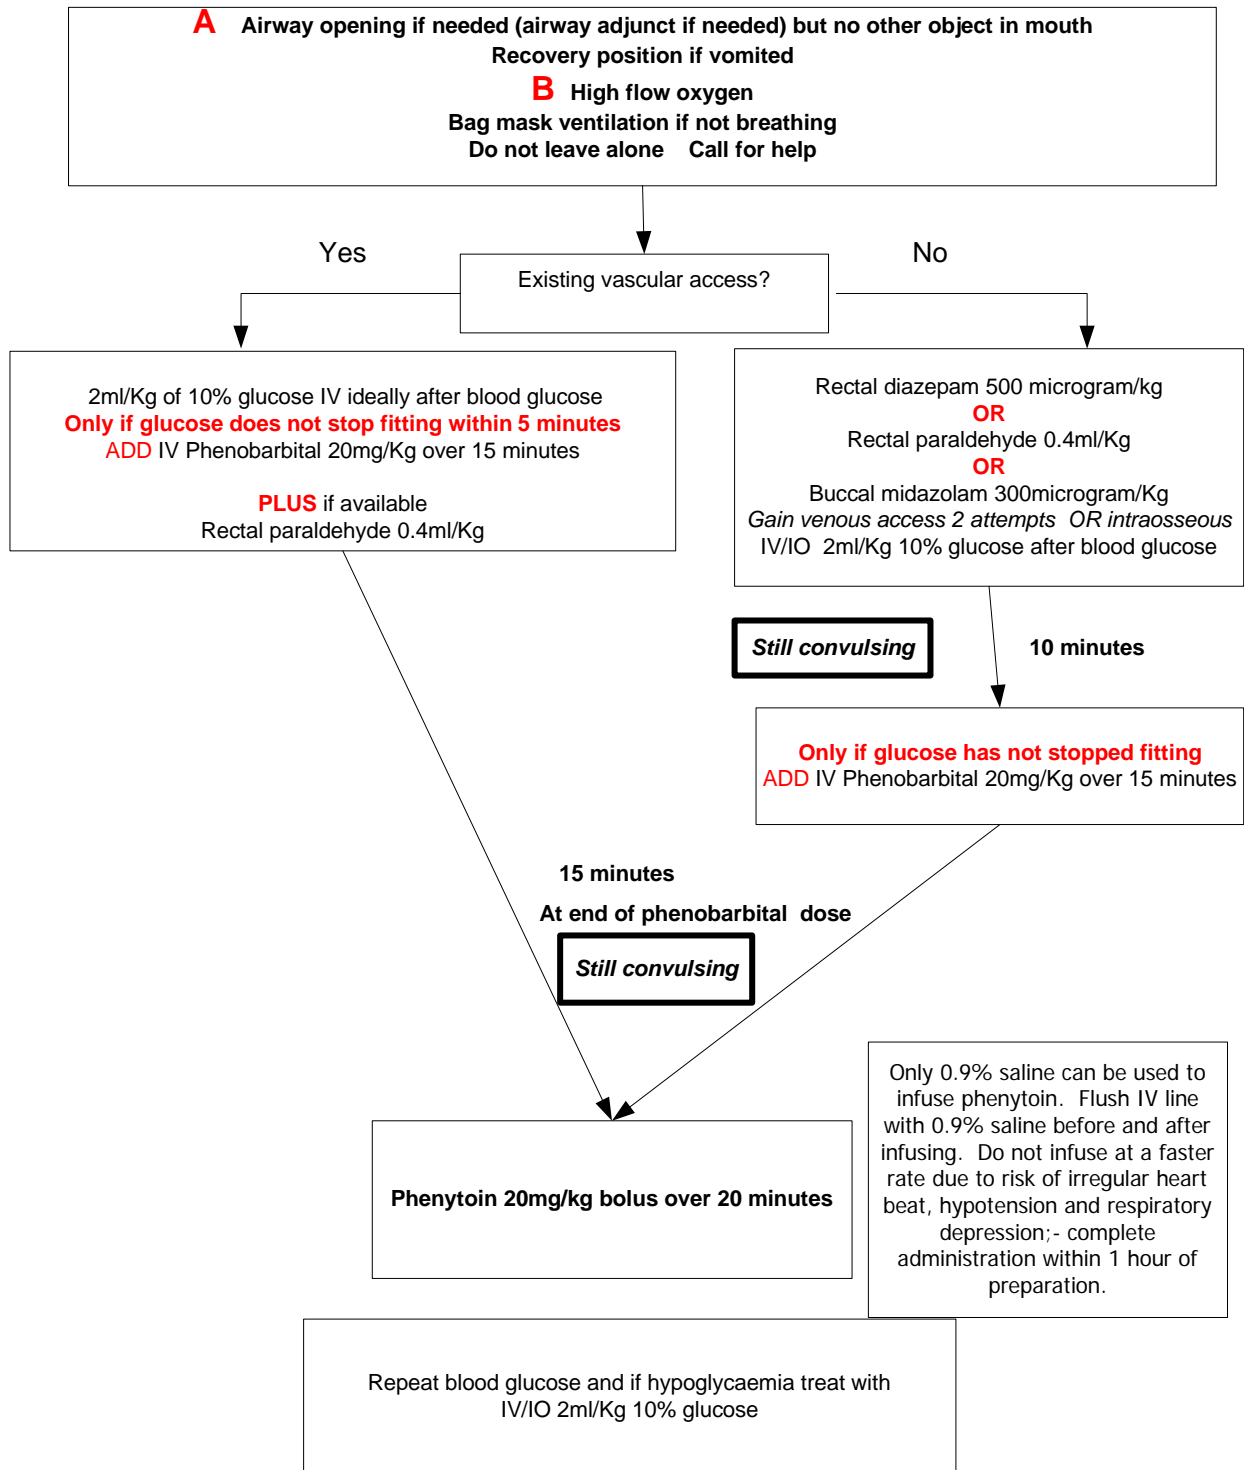 A Airway opening if needed (airway adjunct if needed) but no other object in mouth
Recovery position if vomited
B High flow oxygen
Bag mask ventilation if not breathing
Do not leave alone Call for help
Yes
No
Existing vascular access?
2ml/Kg of 10% glucose IV ideally after blood glucose
Only if glucose does not stop fitting within 5 minutes
ADD IV Phenobarbital 20mg/Kg over 15 minutes
PLUS if available
Rectal paraldehyde 0.4ml/Kg
Rectal diazepam 500 microgram/kg
OR
Rectal paraldehyde 0.4ml/Kg
OR
Buccal midazolam 300microgram/Kg
Gain venous access 2 attempts OR intraosseous
IV/IO 2ml/Kg 10% glucose after blood glucose
Still convulsing
10 minutes
Only if glucose has not stopped fitting
ADD IV Phenobarbital 20mg/Kg over 15 minutes
15 minutes
At end of phenobarbital dose
Still convulsing
Phenytoin 20mg/kg bolus over 20 minutes
Only 0.9% saline can be used to
infuse phenytoin. Flush IV line
with 0.9% saline before and after
infusing. Do not infuse at a faster
rate due to risk of irregular heart
beat, hypotension and respiratory
depression;- complete
administration within 1 hour of
preparation.
Repeat blood glucose and if hypoglycaemia treat with
IV/IO 2ml/Kg 10% glucose